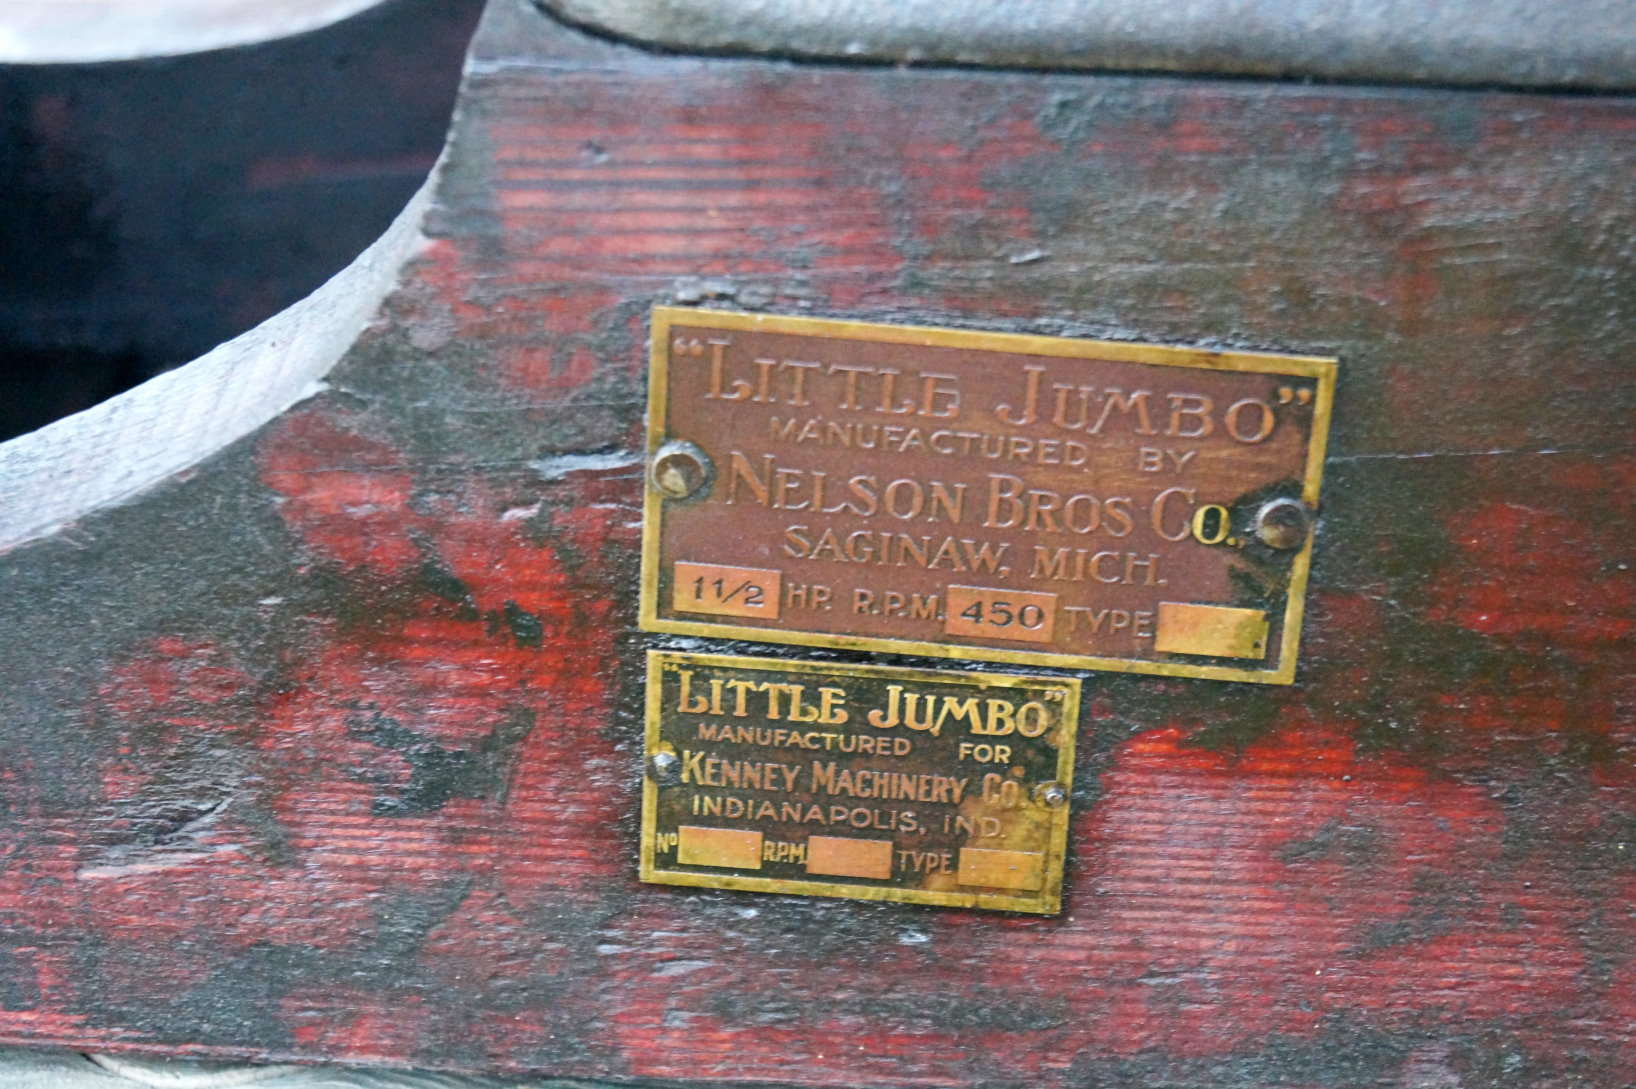 “LITTLE JUMBO”
MANUFACTURED BY
NELSON BROS CO.,
SAGINAW, MICH.
1 1/2 HP. R.P.M. 450 TYPE
“LITTLE JUMBO”
MANUFACTURED FOR
KENNEY MACHINERY CO.
INDIANAPOLIS, IND.
No R.P.M. TYPE